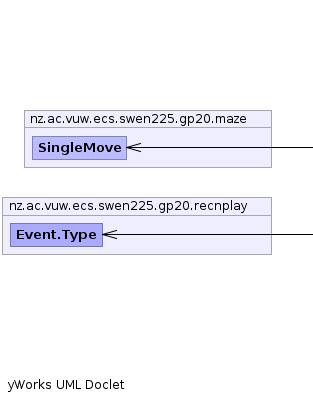 nz.ac.vuw.ecs.swen225.gp20.maze
SingleMove
nz.ac.vuw.ecs.swen225.gp20.recnplay
Event.Type
yWorks UML Doclet